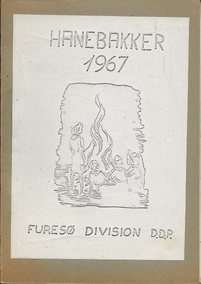 HANEBAKKER
1967
FURESØ DIVISION D.D.P.